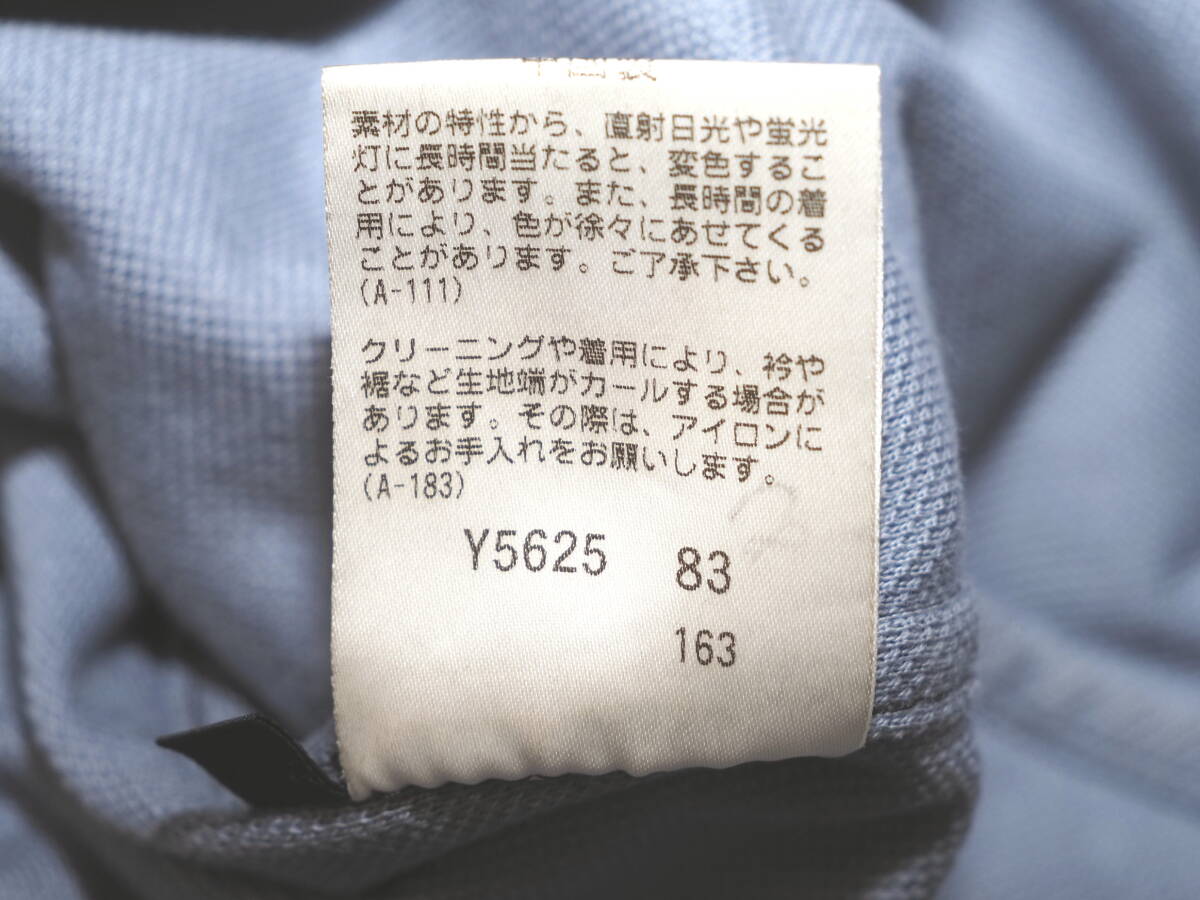 素材の特性から、直射日光や蛍光
灯に長時間当たると、変色するこ
とがあります。また、長時間の着
用により、色が徐々にあせてくる
ことがあります。ご了承下さい。
(A-111)
クリーニングや着用により、衿や
裾など生地端がカールする場合が
あります。その際は、アイロンに
よるお手入れをお願いします。
(A-183)
Y5625 83
163